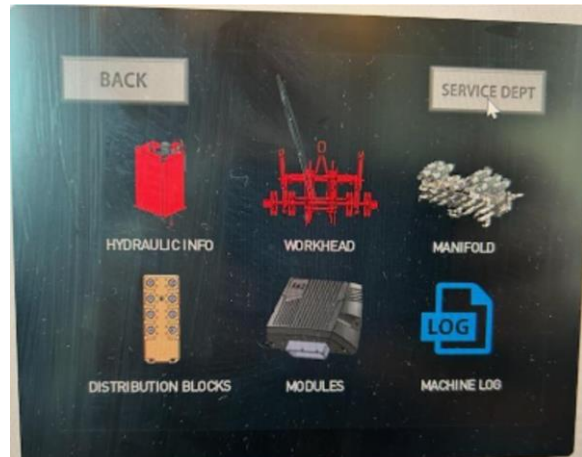 BACK
SERVICE DEPT
HYDRAULIC INFO
WORKHEAD
MANIFOLD
LOG
DISTRIBUTION BLOCKS
MODULES
MACHINE LOG